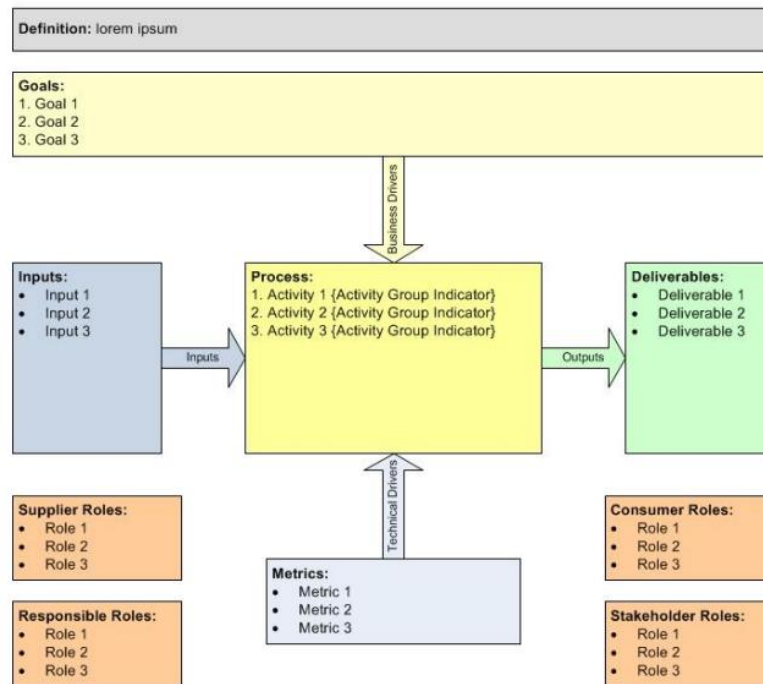 Definition: lorem ipsum
Goals:
1. Goal 1
2. Goal 2
3. Goal 3
Business Drivers
Inputs:
• Input 1
• Input 2
• Input 3
Inputs
Process:
1. Activity 1 {Activity Group Indicator}
2. Activity 2 {Activity Group Indicator}
3. Activity 3 {Activity Group Indicator}
Outputs
Deliverables:
• Deliverable 1
• Deliverable 2
• Deliverable 3
Technical Drivers
Supplier Roles:
• Role 1
• Role 2
• Role 3
Consumer Roles:
• Role 1
• Role 2
• Role 3
Metrics:
• Metric 1
• Metric 2
• Metric 3
Responsible Roles:
• Role 1
• Role 2
• Role 3
Stakeholder Roles:
• Role 1
• Role 2
• Role 3